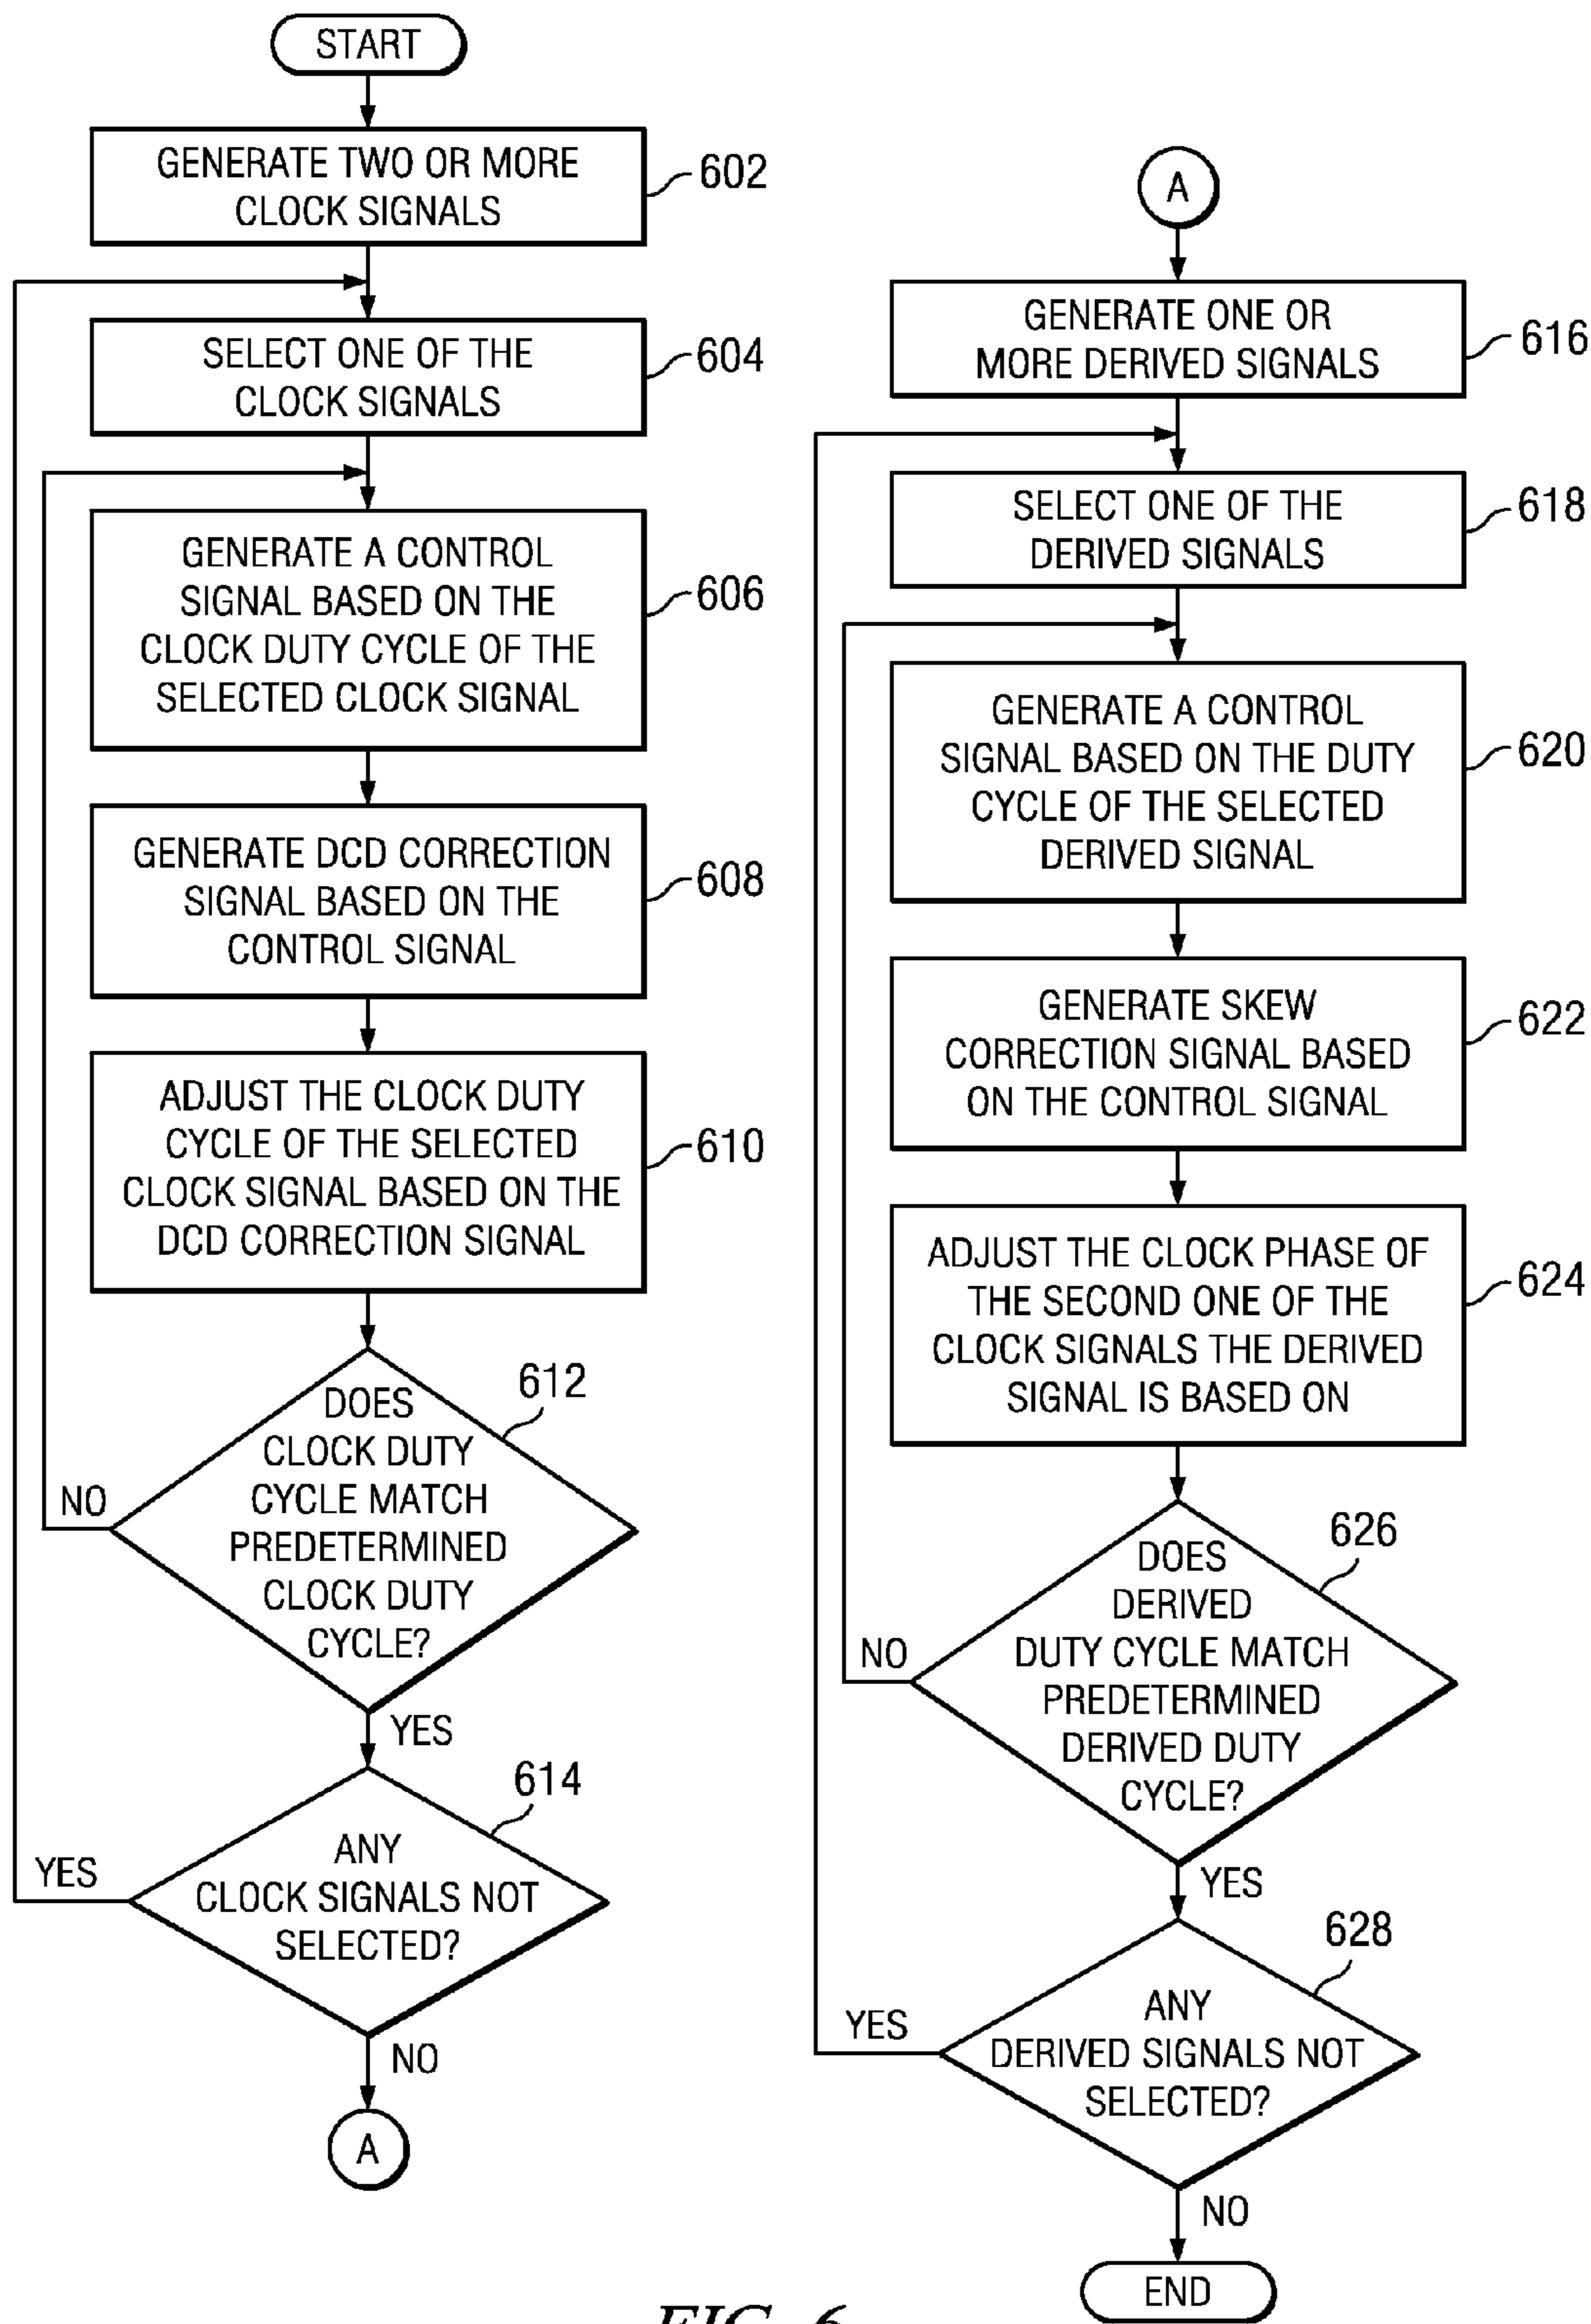 START
GENERATE TWO OR MORE
CLOCK SIGNALS
602
SELECT ONE OF THE
CLOCK SIGNALS
604
GENERATE A CONTROL
SIGNAL BASED ON THE
CLOCK DUTY CYCLE OF THE
SELECTED CLOCK SIGNAL
606
GENERATE DCD CORRECTION
SIGNAL BASED ON THE
CONTROL SIGNAL
608
ADJUST THE CLOCK DUTY
CYCLE OF THE SELECTED
CLOCK SIGNAL BASED ON THE
DCD CORRECTION SIGNAL
610
612
DOES
CLOCK DUTY
CYCLE MATCH
PREDETERMINED
CLOCK DUTY
CYCLE?
NO
YES
614
ANY
CLOCK SIGNALS NOT
SELECTED?
YES
NO
A
A
GENERATE ONE OR
MORE DERIVED SIGNALS
616
SELECT ONE OF THE
DERIVED SIGNALS
618
GENERATE A CONTROL
SIGNAL BASED ON THE DUTY
CYCLE OF THE SELECTED
DERIVED SIGNAL
620
GENERATE SKEW
CORRECTION SIGNAL BASED
ON THE CONTROL SIGNAL
622
ADJUST THE CLOCK PHASE OF
THE SECOND ONE OF THE
CLOCK SIGNALS THE DERIVED
SIGNAL IS BASED ON
624
626
DOES
DERIVED
DUTY CYCLE MATCH
PREDETERMINED
DERIVED DUTY
CYCLE?
NO
YES
628
ANY
DERIVED SIGNALS NOT
SELECTED?
YES
NO
END
FIG. 6